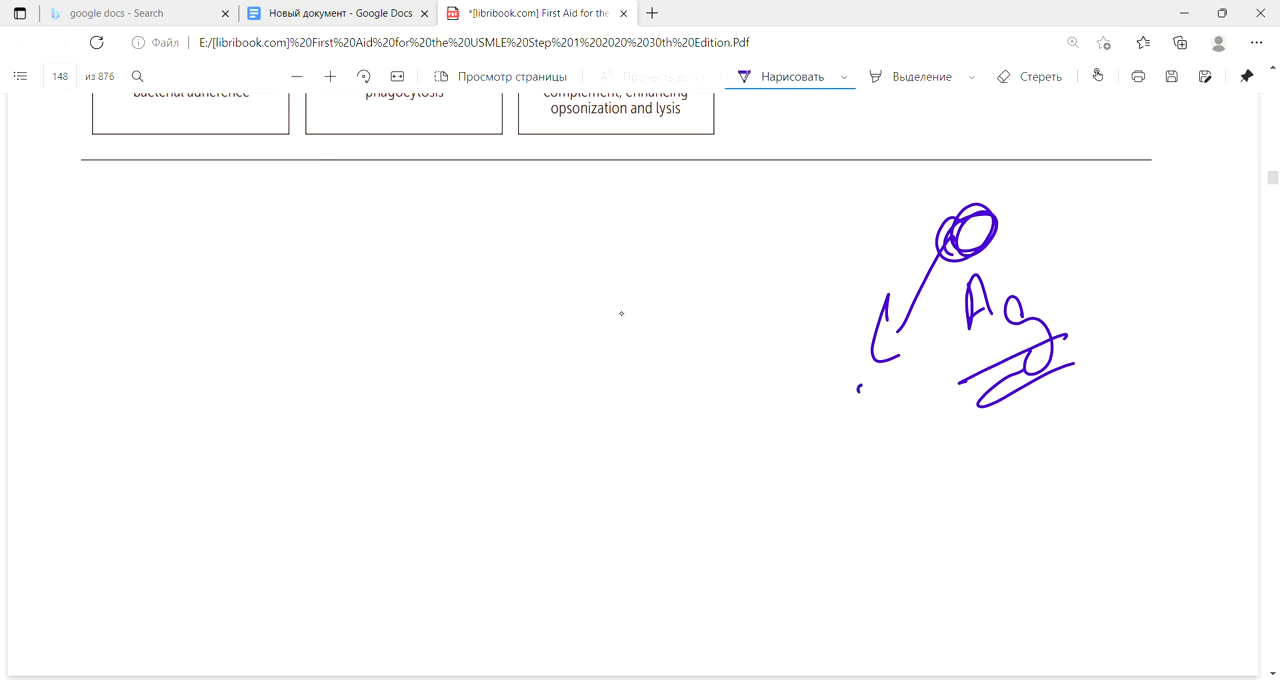 google docs - Search
Новый документ - Google Docs
*[libribook.com] First Aid for the
Файл
E:/[libribook.com]%20First%20Aid%20for%20the%20USMLE%20Step%201%202020%2030th%20Edition.Pdf
148 из 876
Просмотр страницы
Прочесть вслух
Нарисовать
Выделение
Стереть
bacterial adherence
phagocytosis
complement, enhancing
opsonization and lysis
Ag